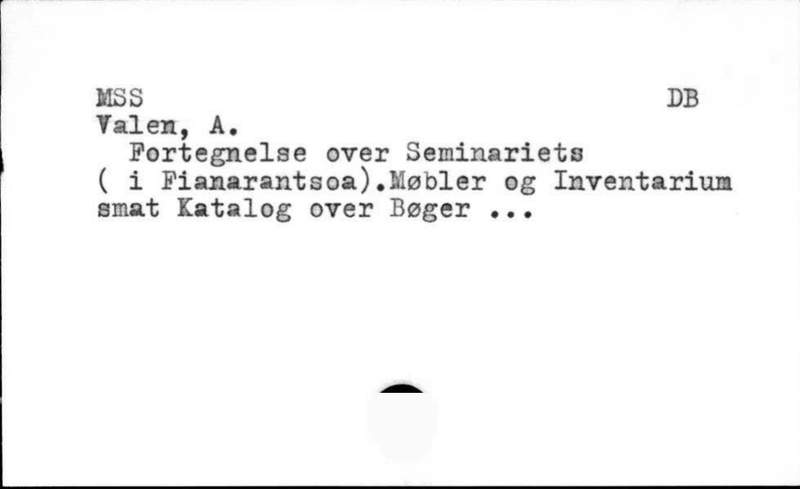 MSS DB
Valen, A.
Fortegnelse over Seminariets
( i Fianarantsoa).Møbler og Inventarium
smat Katalog over Bøger ...